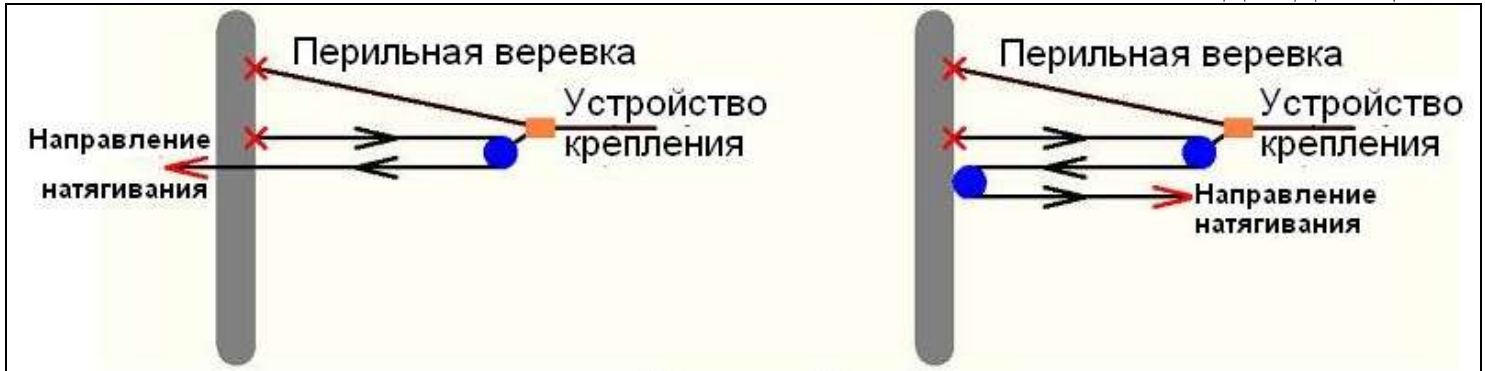 Перильная веревка
Устройство
крепления
Направление
натягивания
Перильная веревка
Устройство
крепления
Направление
натягивания